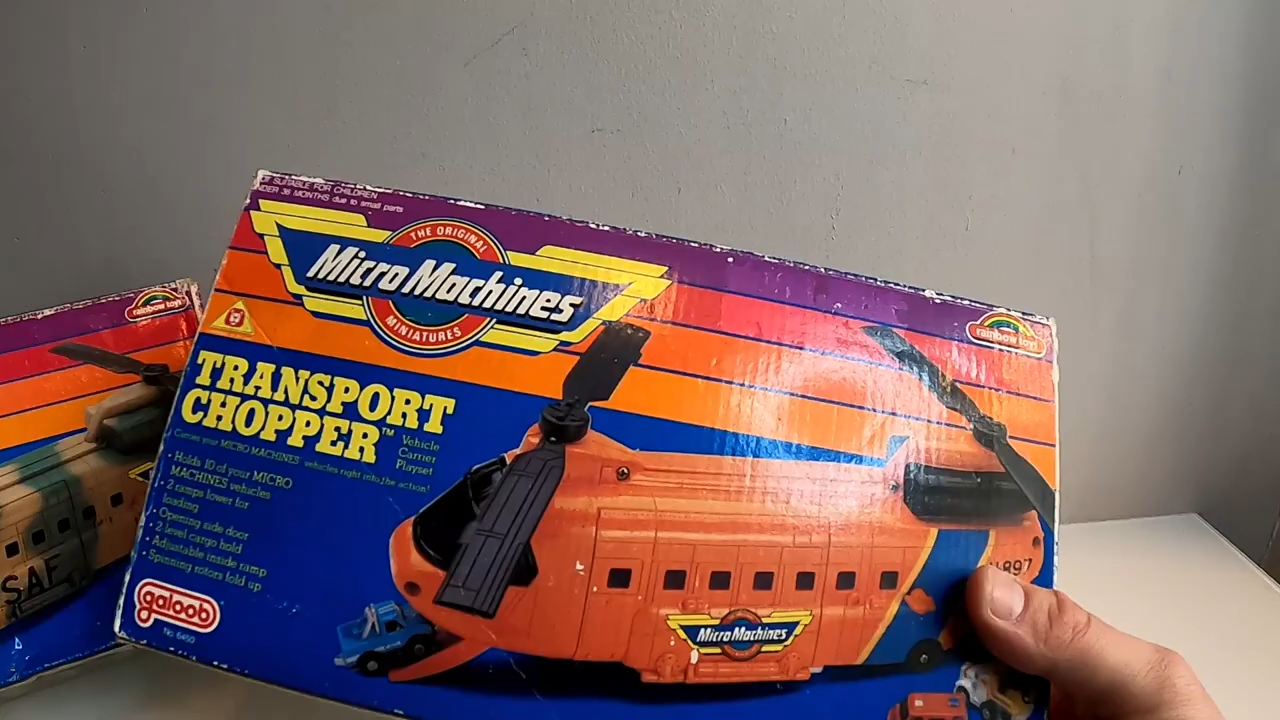 SUITABLE FOR CHILDREN
36 MONTHS due to small parts
THE ORIGINAL
Micro Machines
MINIATURES
rainbow toys
rainbow toys
TRANSPORT
CHOPPER™
Vehicle
Carrier
Playset
Carries your MICRO MACHINES vehicles right into the action!
• Holds 10 of your MICRO
MACHINES vehicles
• 2 ramps lower for
loading
• Opening side door
• 2 level cargo hold
• Adjustable inside ramp
• Spinning rotors fold up
galoob
No 6450
Micro Machines
897
SAF